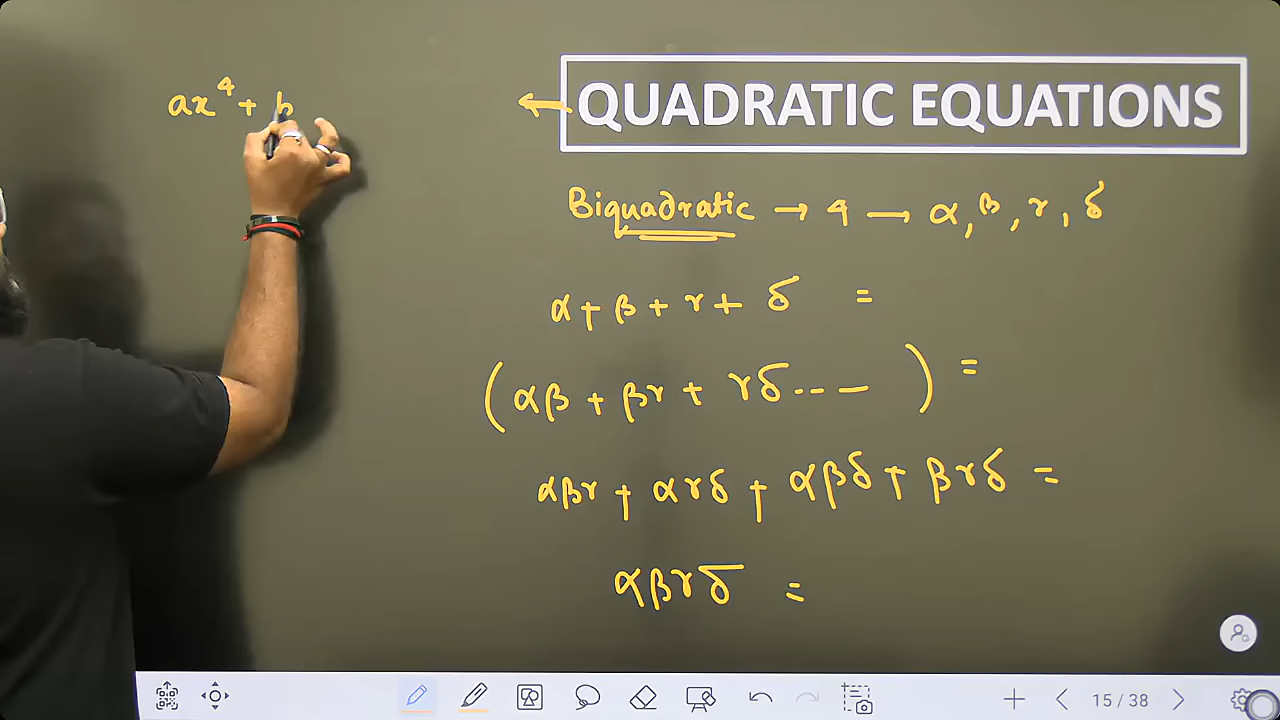 ax⁴ + b
← QUADRATIC EQUATIONS
Biquadratic → 4 → α, β, γ, δ
α + β + γ + δ =
(αβ + βγ + γδ --- ) =
αβγ + αγδ + αβδ + βγδ =
αβγδ =
15 / 38